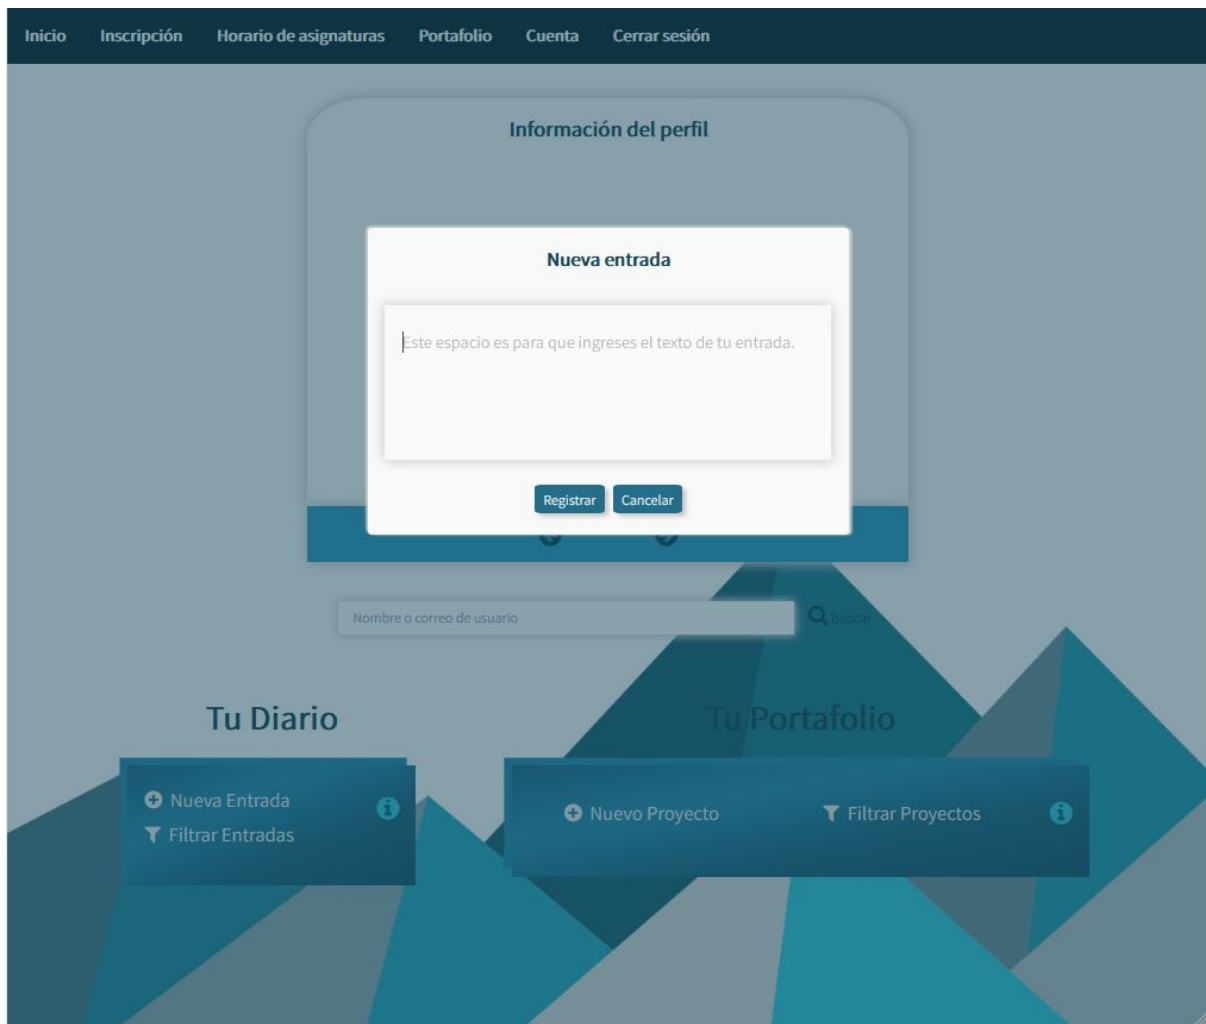 Inicio Inscripción Horario de asignaturas Portafolio Cuenta Cerrar sesión
Información del perfil
Nueva entrada
Este espacio es para que ingreses el texto de tu entrada.
Registrar Cancelar
Nombre o correo de usuario Buscar
Tu Diario Tu Portafolio
Nueva Entrada
Filtrar Entradas
Nuevo Proyecto Filtrar Proyectos